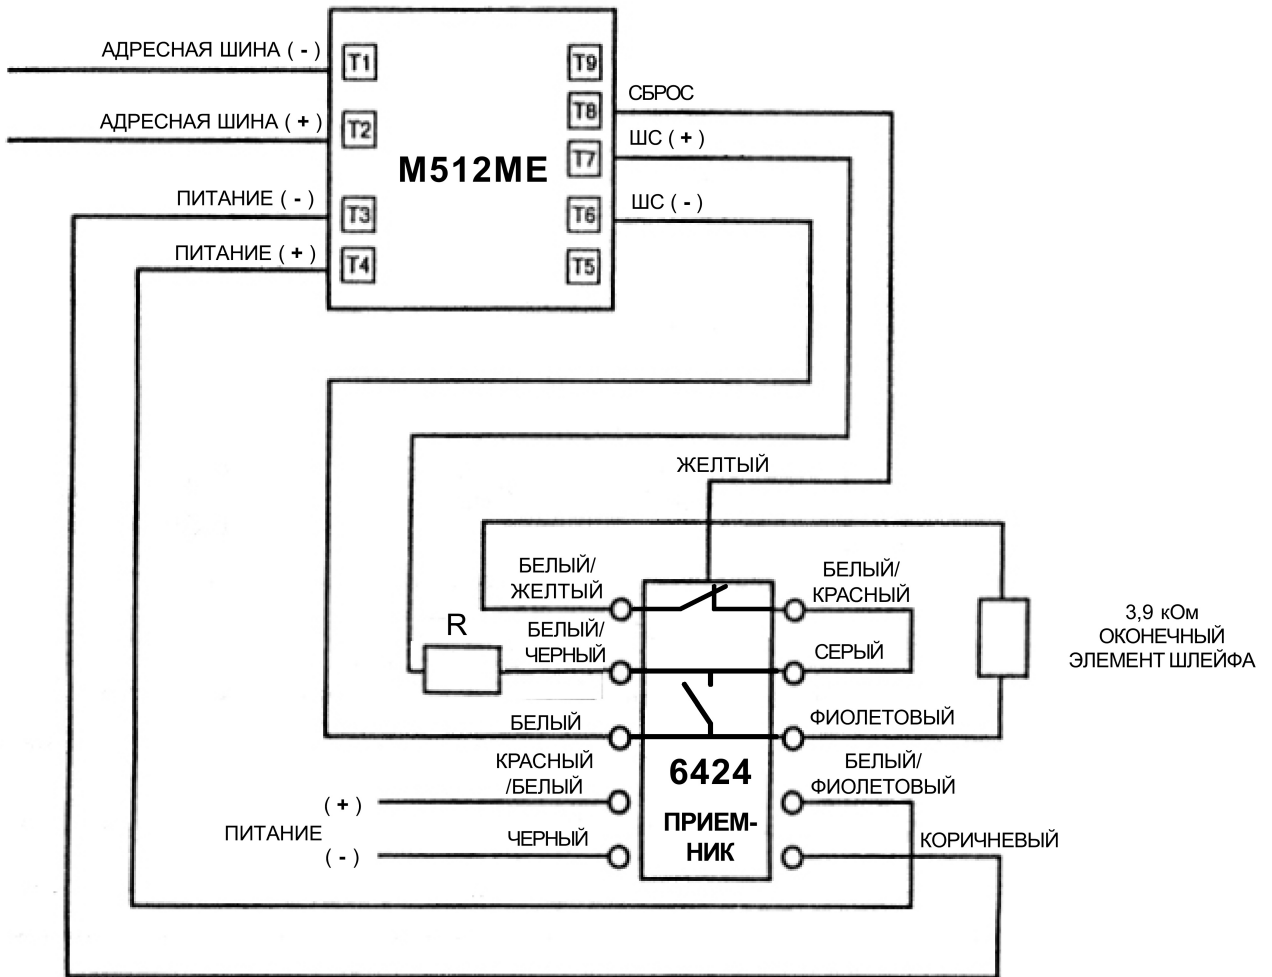 АДРЕСНАЯ ШИНА ( - )
T1
T9
СБРОС
T8
АДРЕСНАЯ ШИНА ( + )
T2
ШС ( + )
T7
M512ME
ПИТАНИЕ ( - )
T3
T6
ШС ( - )
ПИТАНИЕ ( + )
T4
T5
ЖЕЛТЫЙ
БЕЛЫЙ/
ЖЕЛТЫЙ
БЕЛЫЙ/
КРАСНЫЙ
R
БЕЛЫЙ/
ЧЕРНЫЙ
СЕРЫЙ
3,9 кОм
ОКОНЕЧНЫЙ
ЭЛЕМЕНТ ШЛЕЙФА
БЕЛЫЙ
ФИОЛЕТОВЫЙ
КРАСНЫЙ
/БЕЛЫЙ
6424
БЕЛЫЙ/
ФИОЛЕТОВЫЙ
( + )
ПИТАНИЕ
( - )
ЧЕРНЫЙ
ПРИЕМ-
НИК
КОРИЧНЕВЫЙ